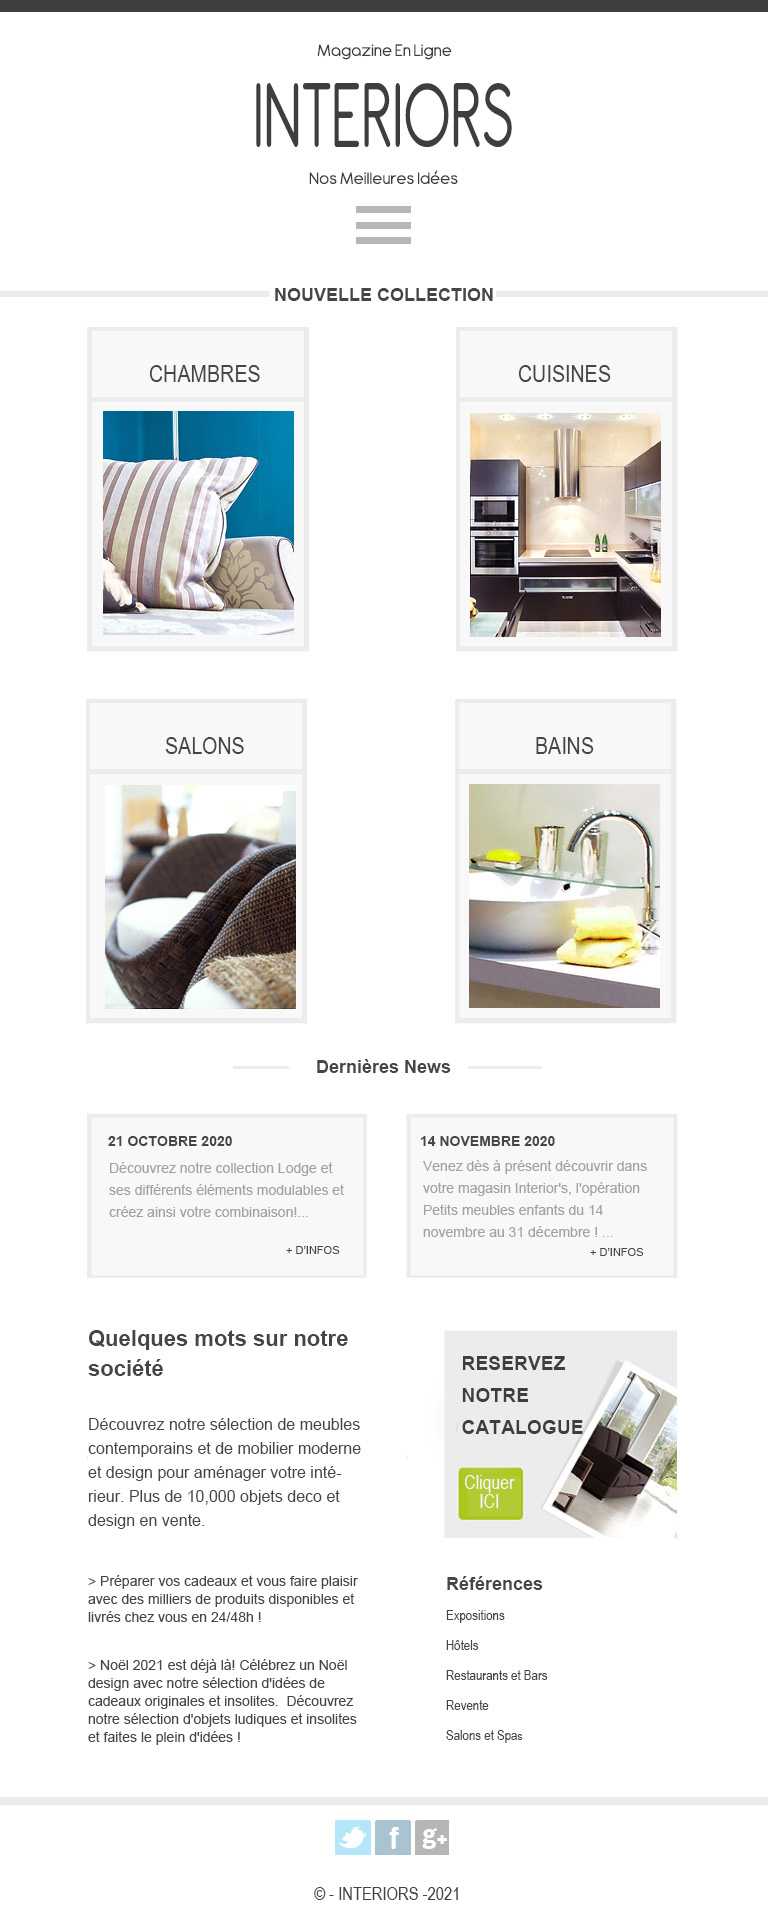 Magazine En Ligne
INTERIORS
Nos Meilleures Idées
NOUVELLE COLLECTION
CHAMBRES
CUISINES
SALONS
BAINS
Dernières News
21 OCTOBRE 2020
Découvrez notre collection Lodge et
ses différents éléments modulables et
créez ainsi votre combinaison!...
+ D'INFOS
14 NOVEMBRE 2020
Venez dès à présent découvrir dans
votre magasin Interior's, l'opération
Petits meubles enfants du 14
novembre au 31 décembre ! ...
+ D'INFOS
Quelques mots sur notre
société
Découvrez notre sélection de meubles
contemporains et de mobilier moderne
et design pour aménager votre inté-
rieur. Plus de 10,000 objets deco et
design en vente.
> Préparer vos cadeaux et vous faire plaisir
avec des milliers de produits disponibles et
livrés chez vous en 24/48h !
> Noël 2021 est déjà là! Célébrez un Noël
design avec notre sélection d'idées de
cadeaux originales et insolites.  Découvrez
notre sélection d'objets ludiques et insolites
et faites le plein d'idées !
RESERVEZ
NOTRE
CATALOGUE
Cliquer
ICI
Références
Expositions
Hôtels
Restaurants et Bars
Revente
Salons et Spas
f g+
© - INTERIORS -2021